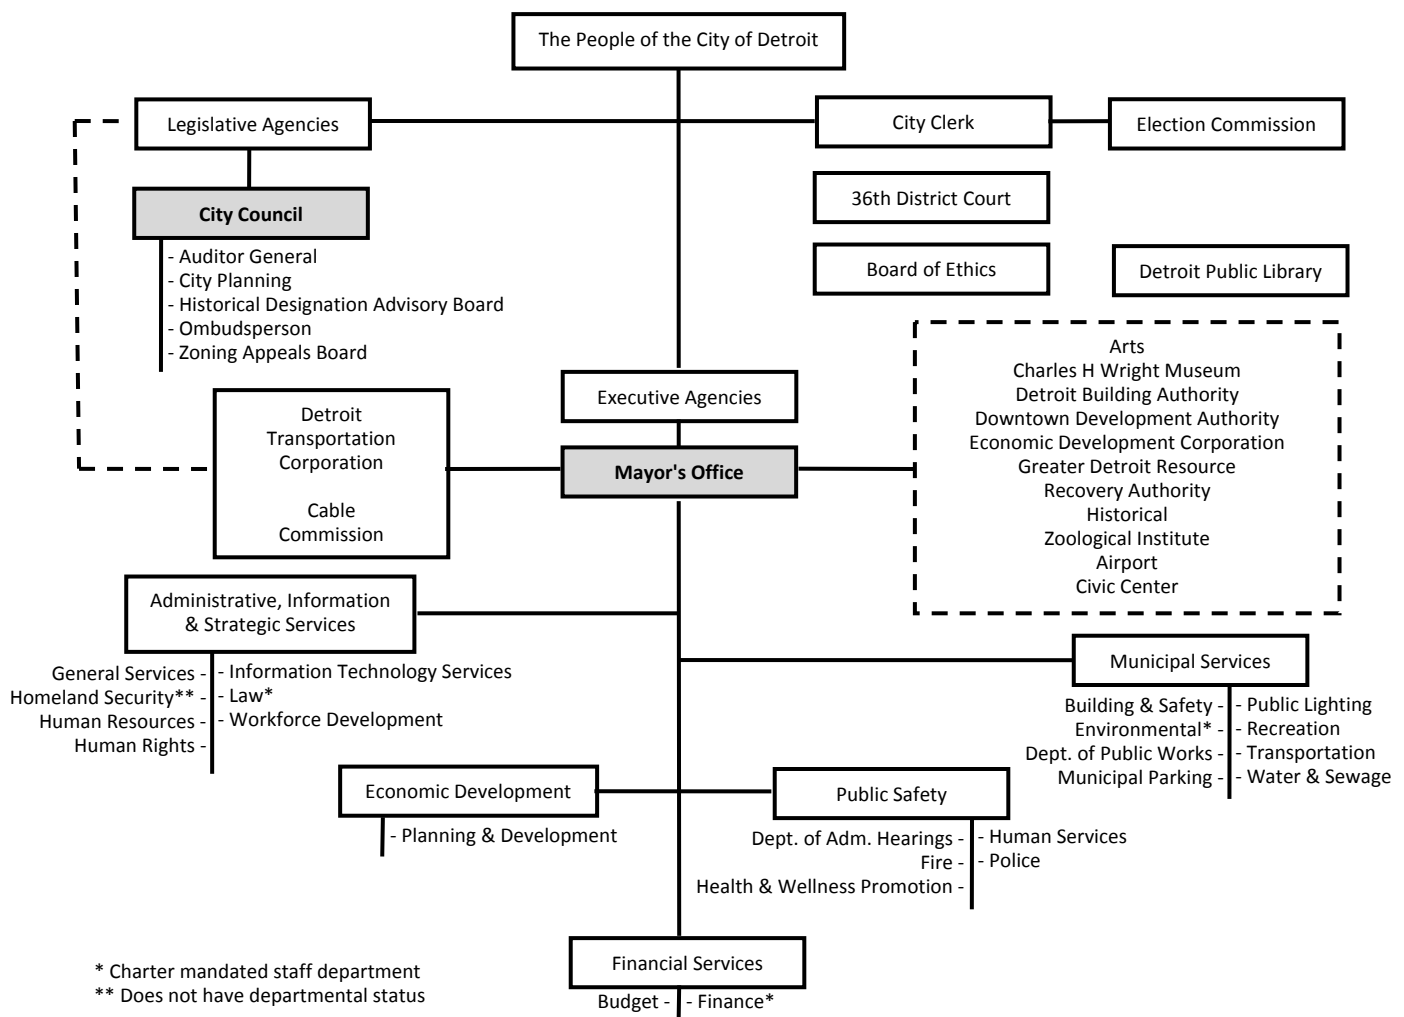 The People of the City of Detroit
Legislative Agencies
City Clerk
Election Commission
City Council
- Auditor General
- City Planning
- Historical Designation Advisory Board
- Ombudsperson
- Zoning Appeals Board
36th District Court
Board of Ethics
Detroit Public Library
Executive Agencies
Mayor's Office
Detroit
Transportation
Corporation
Cable
Commission
Arts
Charles H Wright Museum
Detroit Building Authority
Downtown Development Authority
Economic Development Corporation
Greater Detroit Resource
Recovery Authority
Historical
Zoological Institute
Airport
Civic Center
Administrative, Information
& Strategic Services
General Services -
Homeland Security** -
Human Resources -
Human Rights -
- Information Technology Services
- Law*
- Workforce Development
Municipal Services
Building & Safety -
Environmental* -
Dept. of Public Works -
Municipal Parking -
- Public Lighting
- Recreation
- Transportation
- Water & Sewage
Economic Development
- Planning & Development
Public Safety
Dept. of Adm. Hearings -
Fire -
Health & Wellness Promotion -
- Human Services
- Police
Financial Services
Budget -
- Finance*
* Charter mandated staff department
** Does not have departmental status